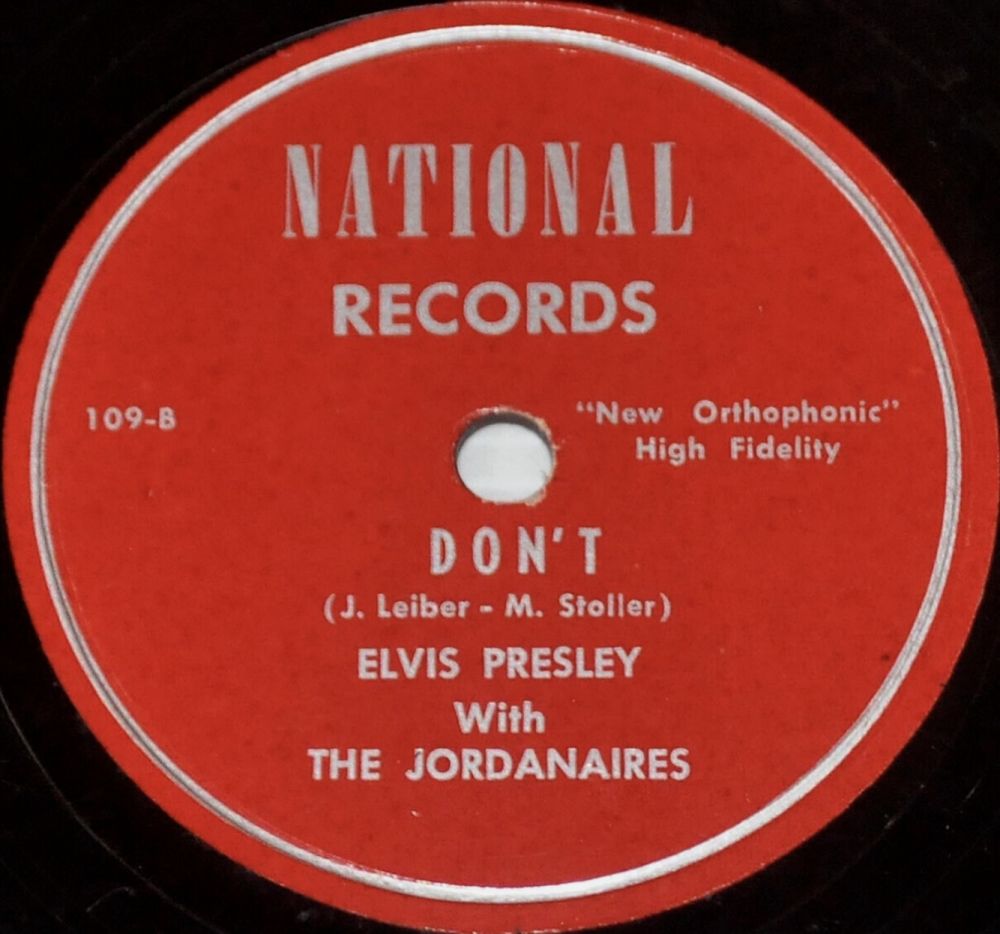 NATIONAL
RECORDS
109-B
"New Orthophonic"
High Fidelity
DON'T
(J. Leiber - M. Stoller)
ELVIS PRESLEY
With
THE JORDANAIRES